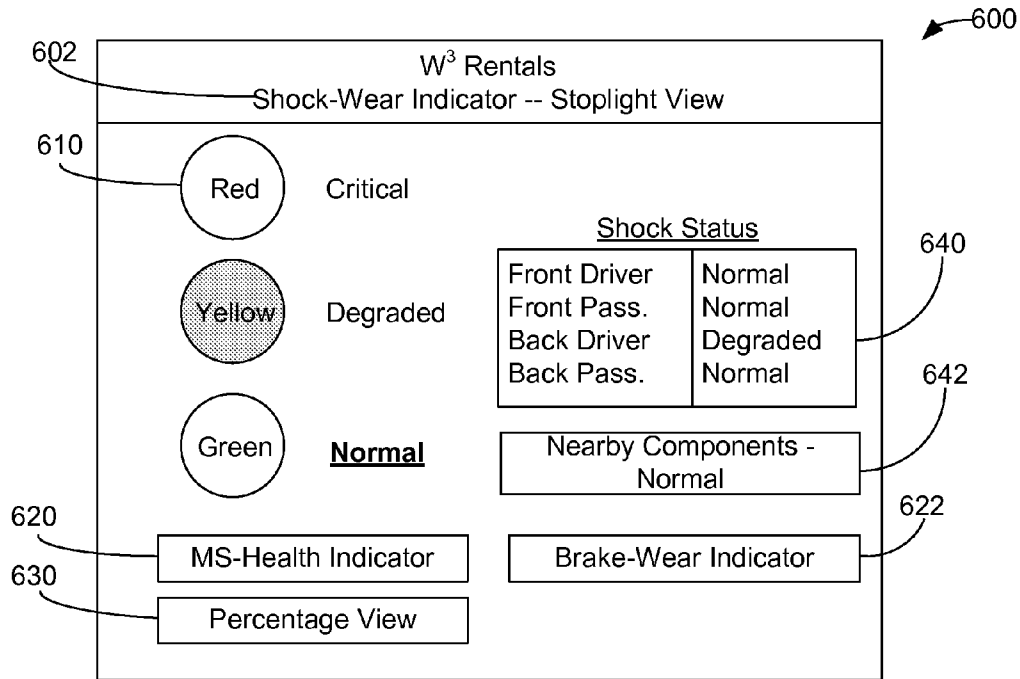 600
602
W³ Rentals
Shock-Wear Indicator -- Stoplight View
610
Red
Critical
Shock Status
640
Front Driver Normal
Front Pass. Normal
Yellow
Degraded
Back Driver Degraded
Back Pass. Normal
642
Green
Normal
Nearby Components -
Normal
620
622
MS-Health Indicator
Brake-Wear Indicator
630
Percentage View